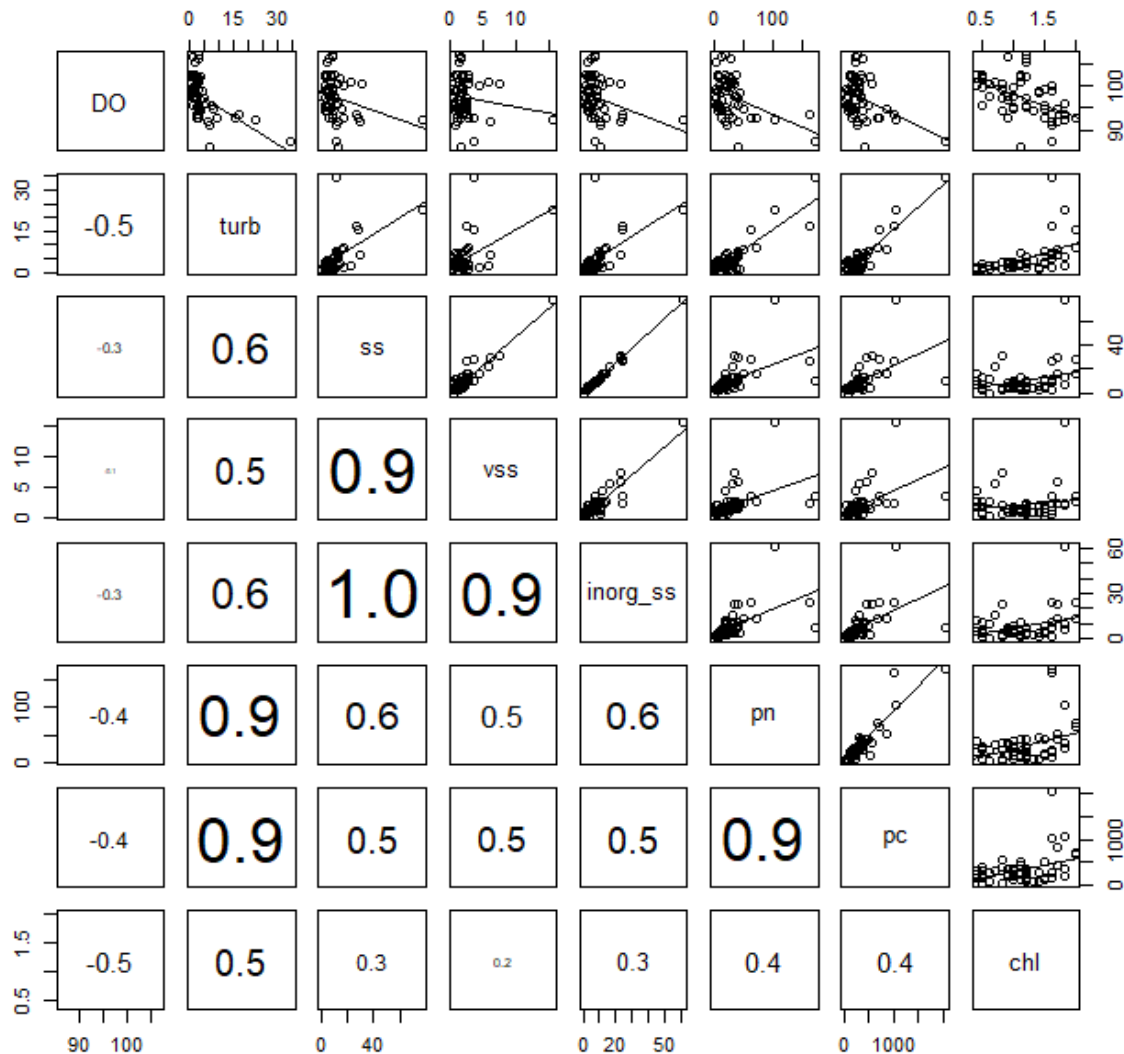 0 15 30 0 5 10 0 100 0.5 1.5
DO 90 100
0 15 30 -0.5 turb
-0.3 0.6 ss 0 40
0 5 10 0.5 0.9 vss
-0.3 0.6 1.0 0.9 inorg_ss 0 30 60
0 100 -0.4 0.9 0.6 0.5 0.6 pn
-0.4 0.9 0.5 0.5 0.5 0.9 pc 0 1000
0.5 1.5 -0.5 0.5 0.3 0.2 0.3 0.4 0.4 chl
90 100 0 40 0 20 50 0 1000